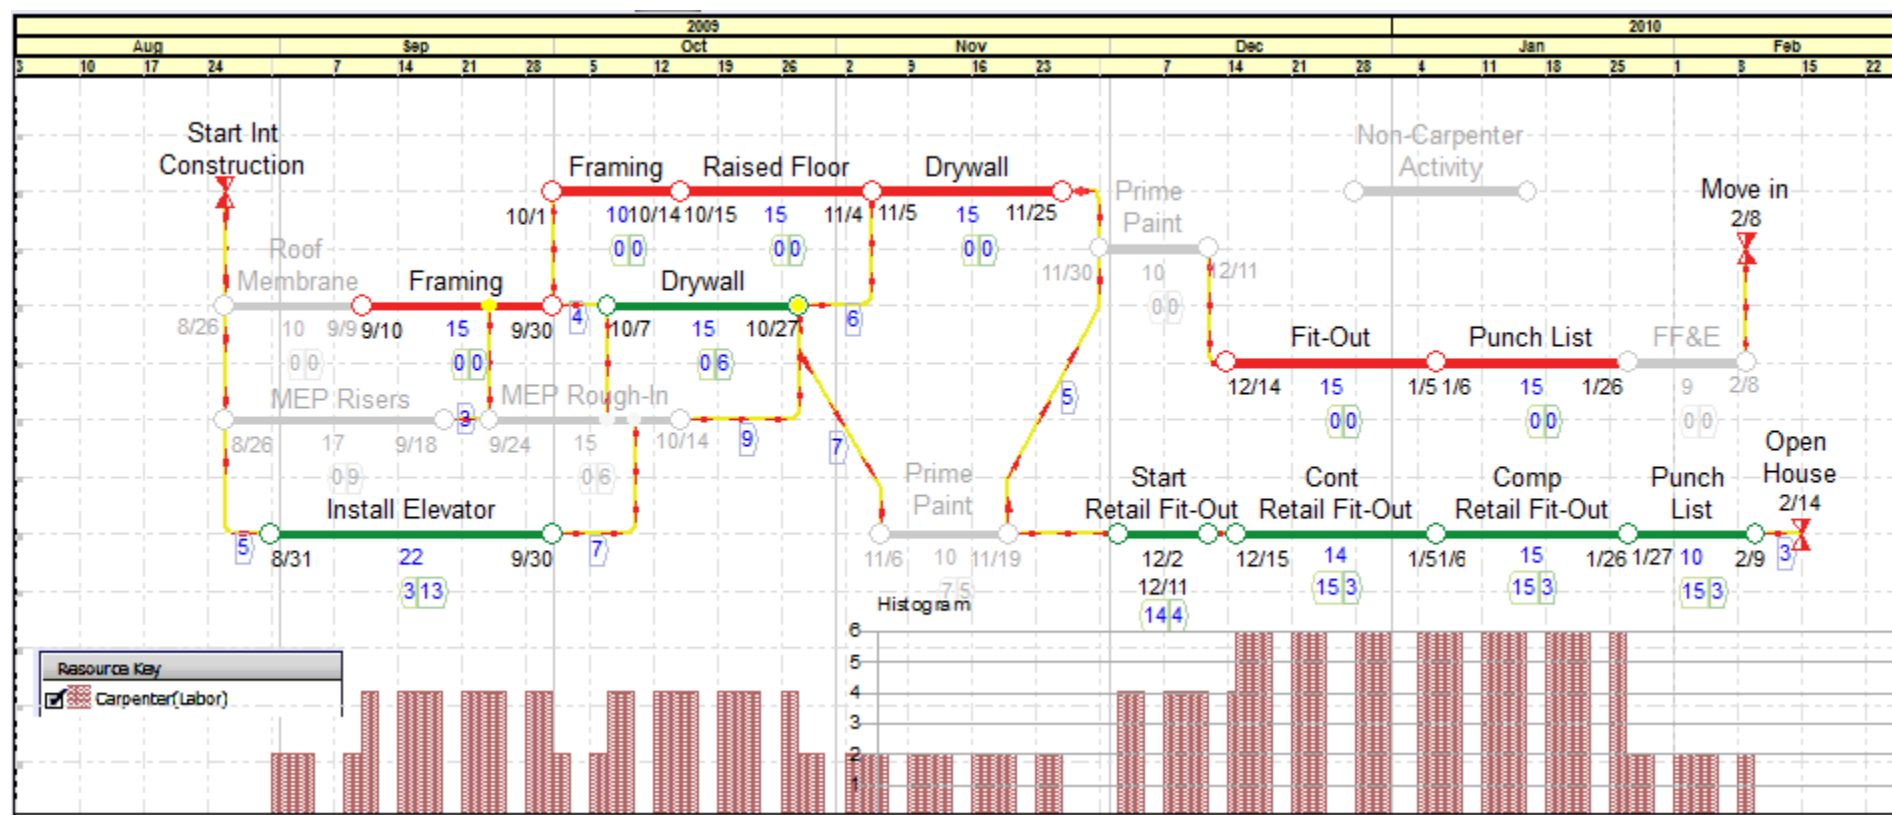 2009 2010
Aug Sep Oct Nov Dec Jan Feb
3 10 17 24 7 14 21 28 5 12 19 26 2 9 16 23 7 14 21 28 4 11 18 25 1 8 15 22
Start Int
Construction
Framing Raised Floor Drywall
10/1 10 10/14 10/15 15 11/4 11/5 15 11/25
0 0 0 0 0 0
Prime
Paint
11/30 10 12/11
0 0
Non-Carpenter
Activity
Move in
2/8
Roof
Membrane
8/26 10 9/9
0 0
Framing
9/10 15 9/30
0 0
4
Drywall
10/7 15 10/27
0 6
6
Fit-Out Punch List FF&E
12/14 15 1/5 1/6 15 1/26 9 2/8
0 0 0 0 0 0
MEP Risers
8/26 17 9/18
0 9
3
MEP Rough-In
9/24 15 10/14
0 6
9
7
5
Install Elevator
5
8/31 22 9/30
3 13
7
Prime
Paint
11/6 10 11/19
7 5
Start
Retail Fit-Out
12/2
12/11
14 4
Cont
Retail Fit-Out
12/15 14 1/5
15 3
Comp
Retail Fit-Out
1/6 15 1/26
15 3
Punch
List
1/27 10 2/9
15 3
3
Open
House
2/14
Histogram
6
5
4
3
2
1
Resource Key
Carpenter(Labor)